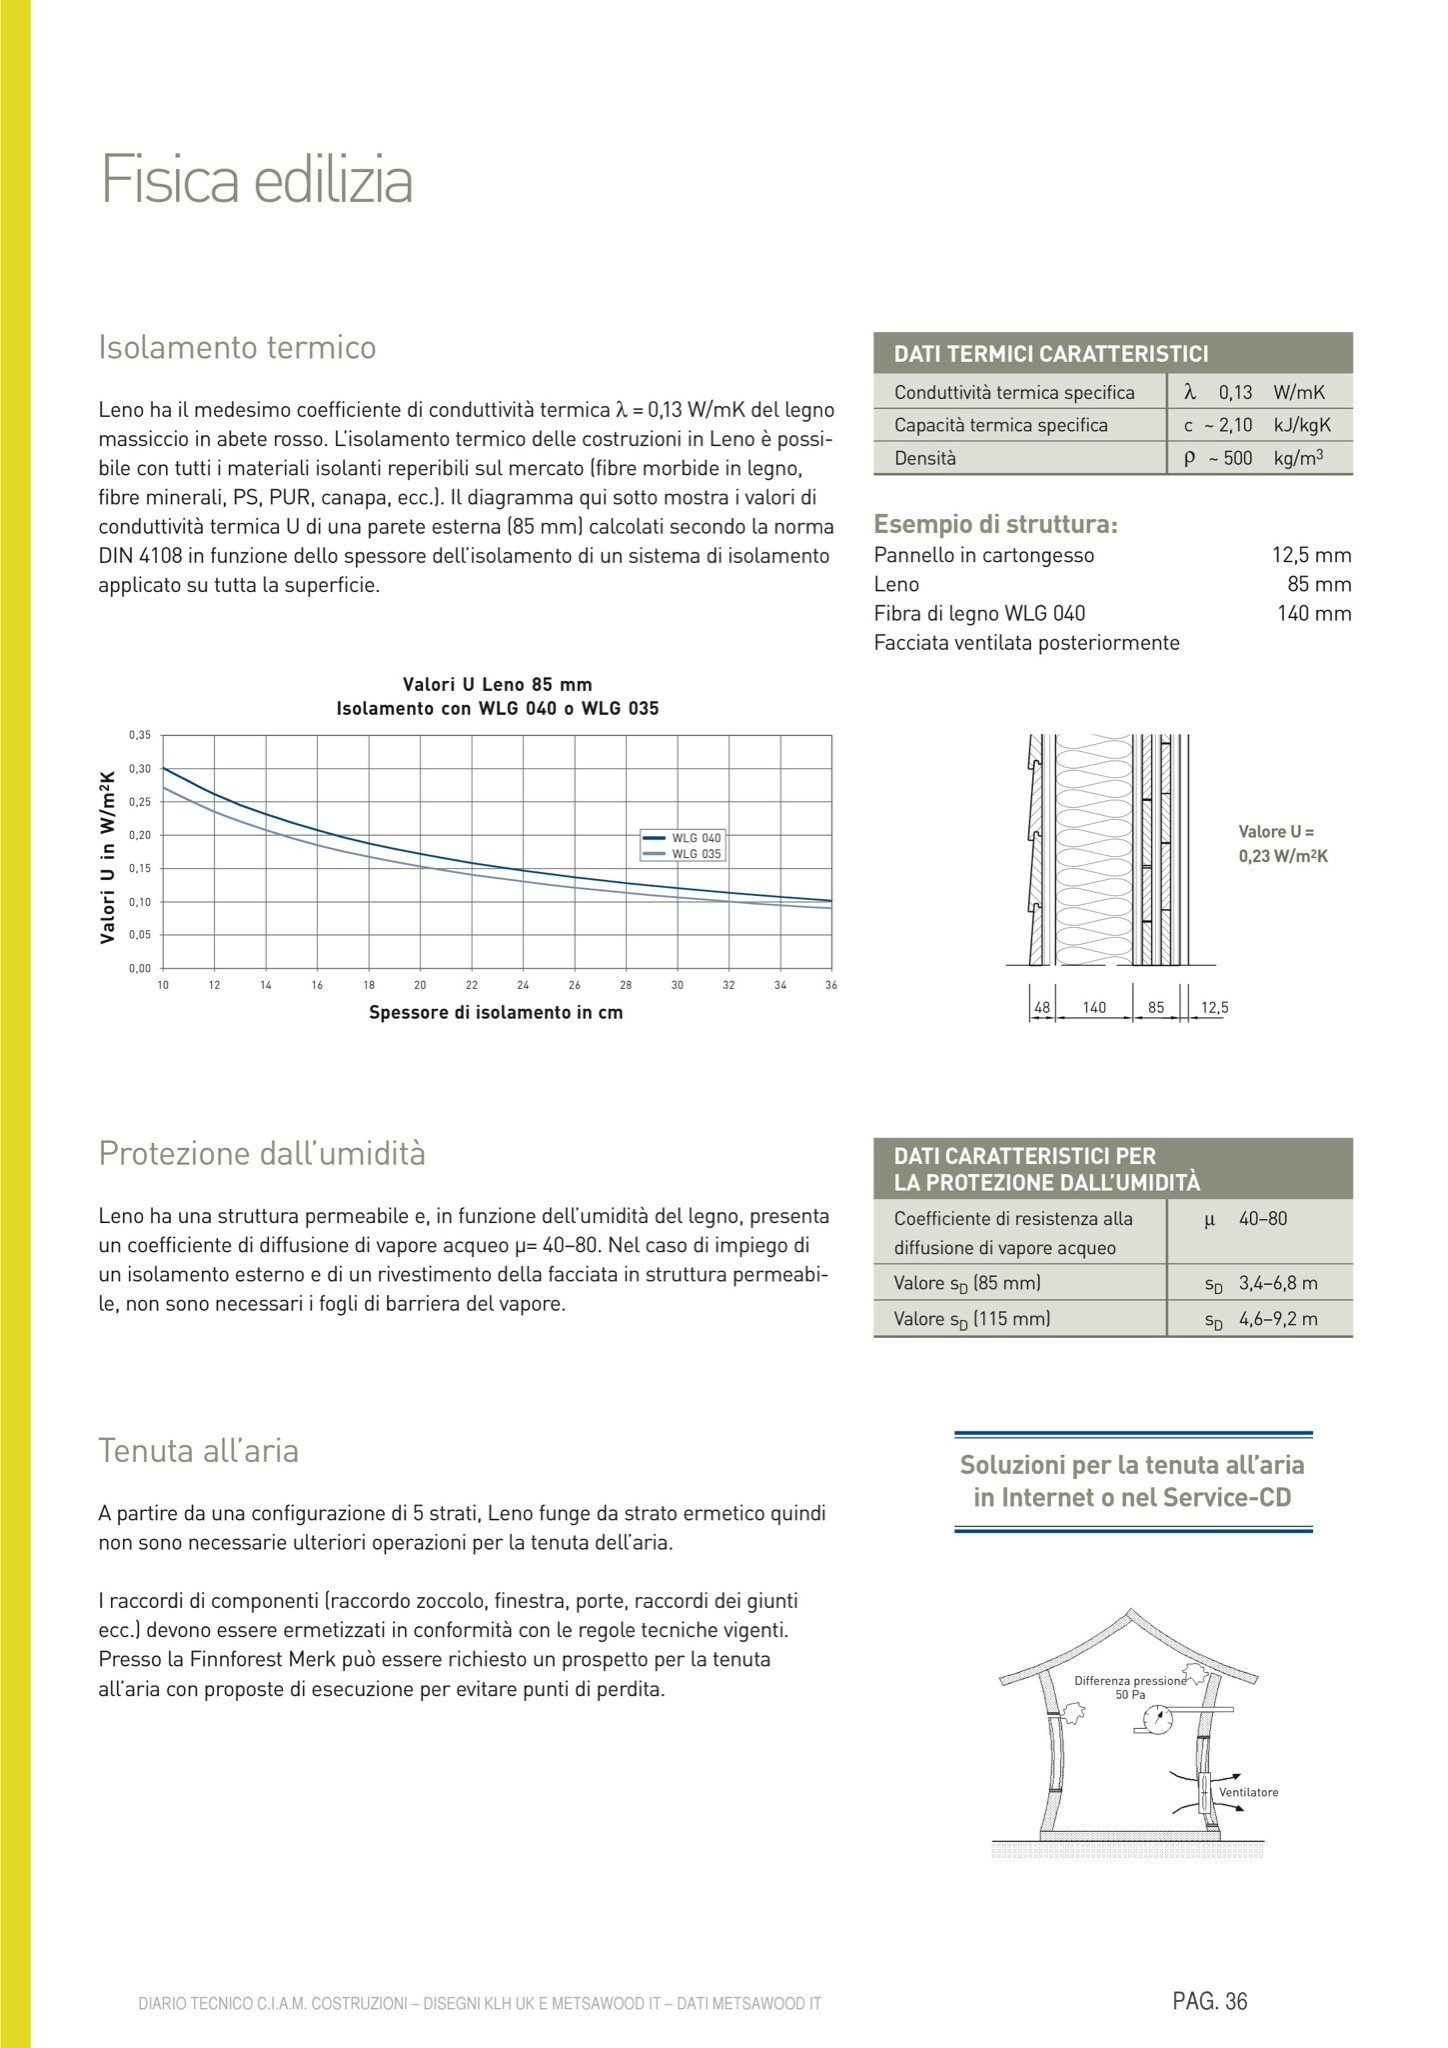 Fisica edilizia
Isolamento termico
Leno ha il medesimo coefficiente di conduttività termica λ = 0,13 W/mK del legno
massiccio in abete rosso. L'isolamento termico delle costruzioni in Leno è possi-
bile con tutti i materiali isolanti reperibili sul mercato (fibre morbide in legno,
fibre minerali, PS, PUR, canapa, ecc.). Il diagramma qui sotto mostra i valori di
conduttività termica U di una parete esterna (85 mm) calcolati secondo la norma
DIN 4108 in funzione dello spessore dell'isolamento di un sistema di isolamento
applicato su tutta la superficie.
DATI TERMICI CARATTERISTICI
Conduttività termica specifica λ 0,13 W/mK
Capacità termica specifica c ~ 2,10 kJ/kgK
Densità ρ ~ 500 kg/m³
Esempio di struttura:
Pannello in cartongesso 12,5 mm
Leno 85 mm
Fibra di legno WLG 040 140 mm
Facciata ventilata posteriormente
Valori U Leno 85 mm
Isolamento con WLG 040 o WLG 035
Valori U in W/m²K
0,35
0,30
0,25
0,20
0,15
0,10
0,05
0,00
WLG 040
WLG 035
10 12 14 16 18 20 22 24 26 28 30 32 34 36
Spessore di isolamento in cm
Valore U =
0,23 W/m²K
48 140 85 12,5
Protezione dall'umidità
Leno ha una struttura permeabile e, in funzione dell'umidità del legno, presenta
un coefficiente di diffusione di vapore acqueo μ= 40–80. Nel caso di impiego di
un isolamento esterno e di un rivestimento della facciata in struttura permeabi-
le, non sono necessari i fogli di barriera del vapore.
DATI CARATTERISTICI PER
LA PROTEZIONE DALL'UMIDITÀ
Coefficiente di resistenza alla μ 40–80
diffusione di vapore acqueo
Valore sD (85 mm) sD 3,4–6,8 m
Valore sD (115 mm) sD 4,6–9,2 m
Tenuta all'aria
A partire da una configurazione di 5 strati, Leno funge da strato ermetico quindi
non sono necessarie ulteriori operazioni per la tenuta dell'aria.
I raccordi di componenti (raccordo zoccolo, finestra, porte, raccordi dei giunti
ecc.) devono essere ermetizzati in conformità con le regole tecniche vigenti.
Presso la Finnforest Merk può essere richiesto un prospetto per la tenuta
all'aria con proposte di esecuzione per evitare punti di perdita.
Soluzioni per la tenuta all'aria
in Internet o nel Service-CD
Differenza pressione
50 Pa
Ventilatore
DIARIO TECNICO C.I.A.M. COSTRUZIONI – DISEGNI KLH UK E METSAWOOD IT – DATI METSAWOOD IT
PAG. 36